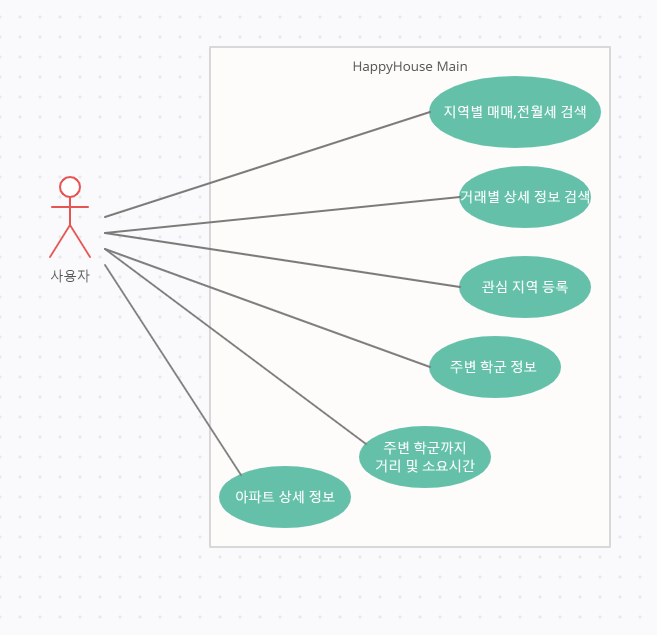 HappyHouse Main
지역별 매매,전월세 검색
거래별 상세 정보 검색
관심 지역 등록
사용자
주변 학군 정보
주변 학군까지
거리 및 소요시간
아파트 상세 정보